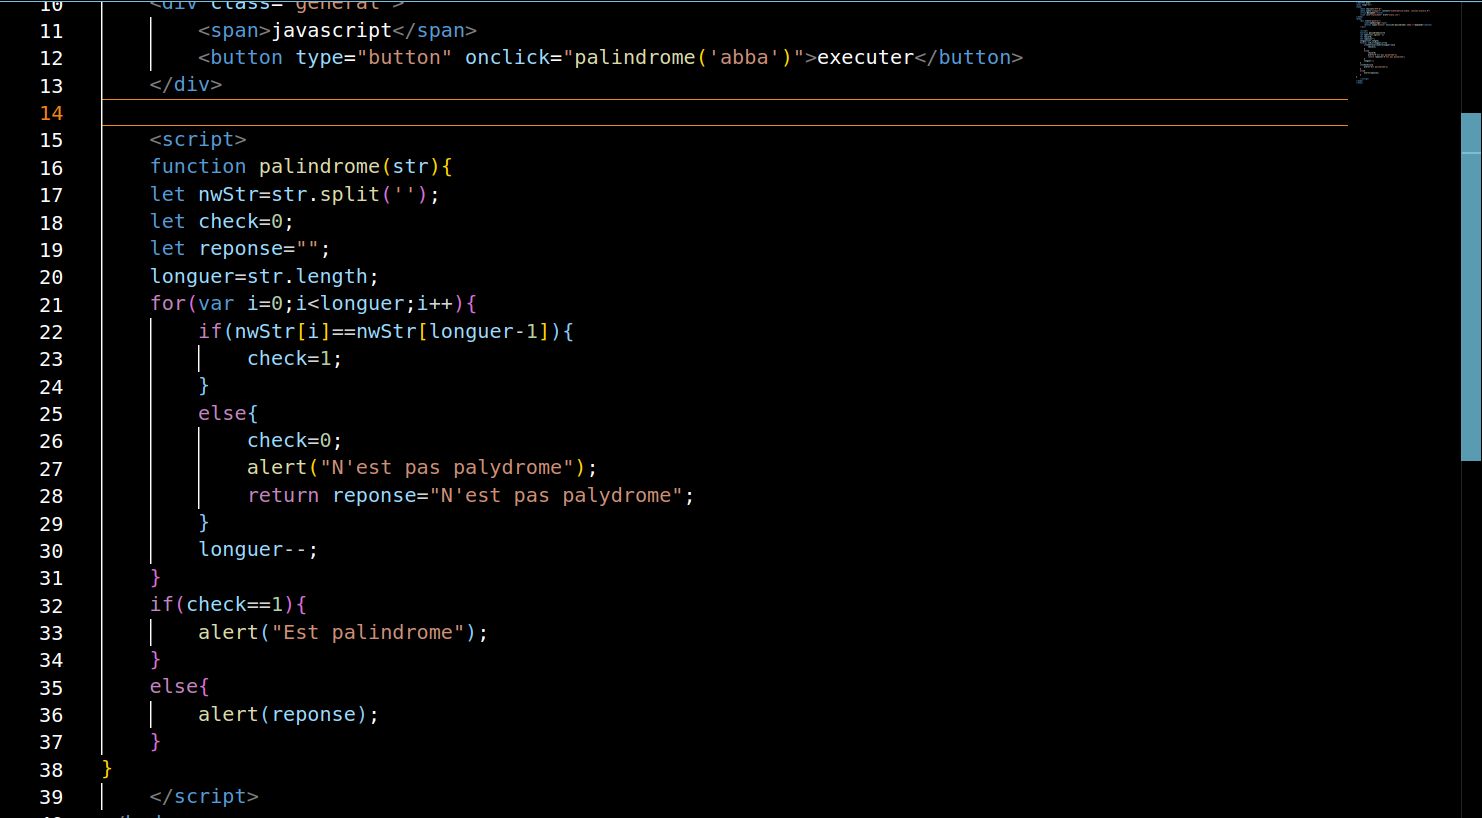 10 <div class="general">
11 <span>javascript</span>
12 <button type="button" onclick="palindrome('abba')">executer</button>
13 </div>
14
15 <script>
16 function palindrome(str){
17 let nwStr=str.split('');
18 let check=0;
19 let reponse="";
20 longuer=str.length;
21 for(var i=0;i<longuer;i++){
22 if(nwStr[i]==nwStr[longuer-1]){
23 check=1;
24 }
25 else{
26 check=0;
27 alert("N'est pas palydrome");
28 return reponse="N'est pas palydrome";
29 }
30 longuer--;
31 }
32 if(check==1){
33 alert("Est palindrome");
34 }
35 else{
36 alert(reponse);
37 }
38 }
39 </script>